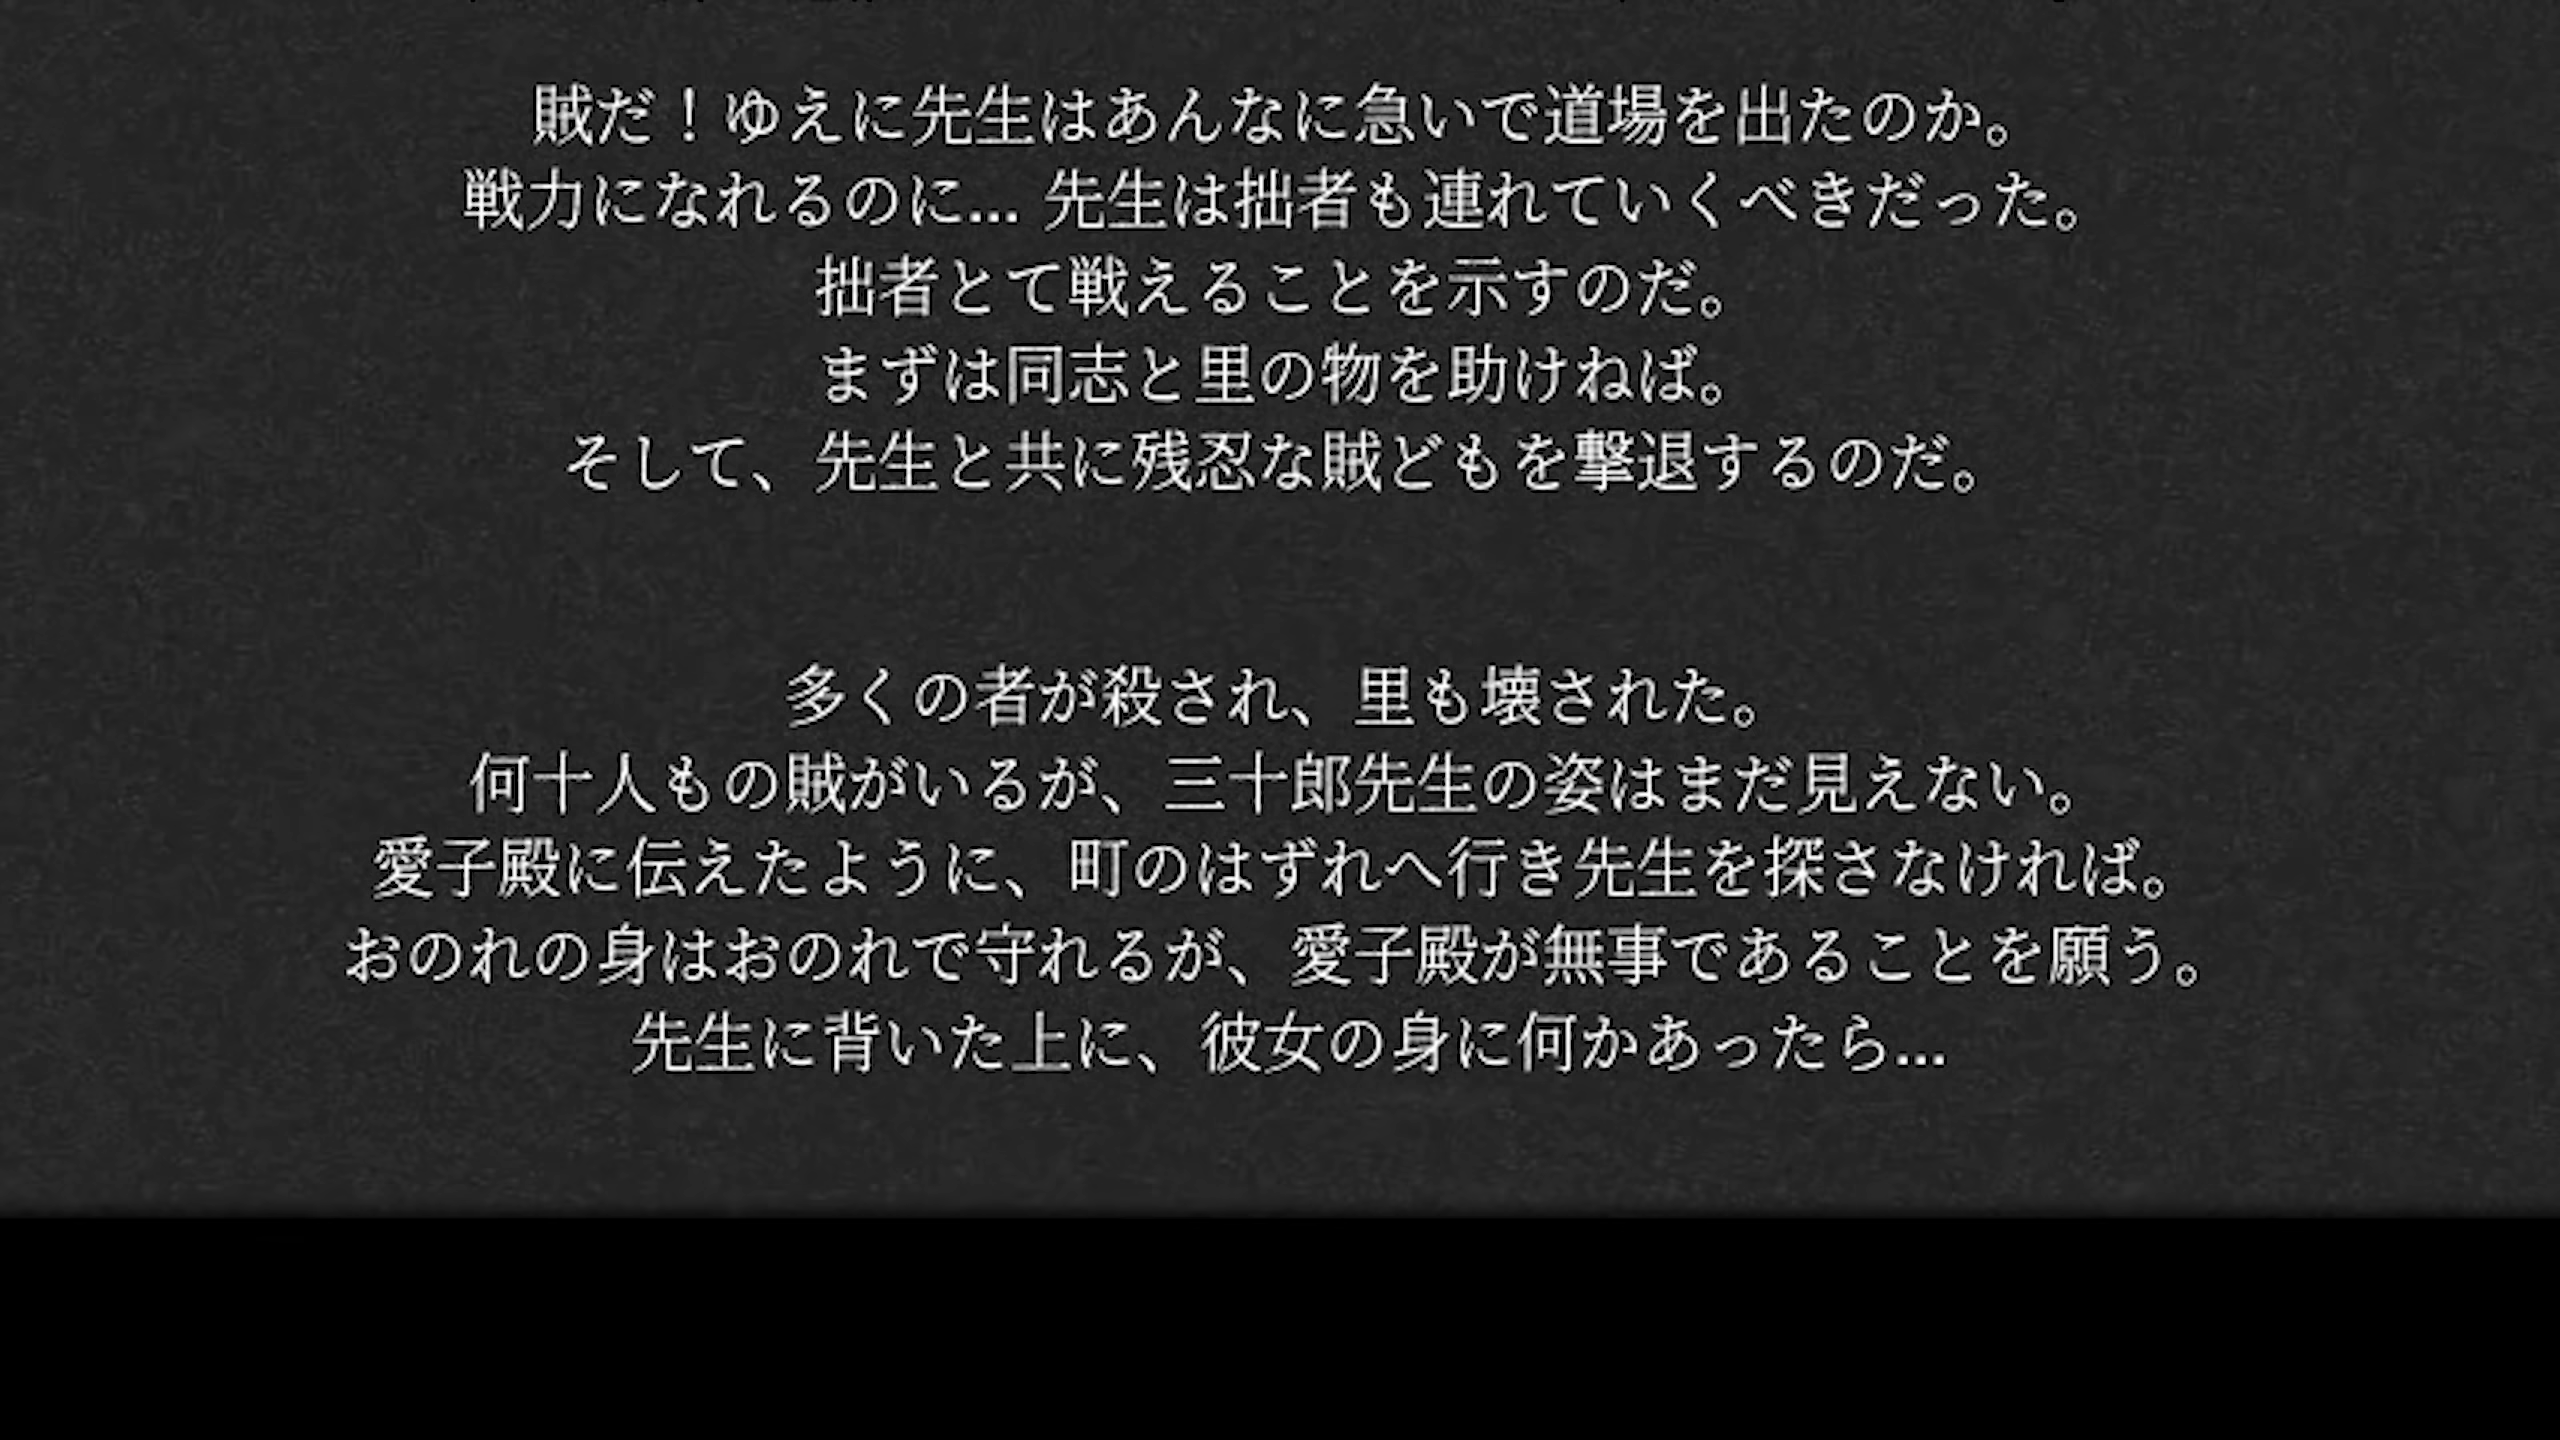 賊だ！ゆえに先生はあんなに急いで道場を出たのか。
戦力になれるのに... 先生は拙者も連れていくべきだった。
拙者とて戦えることを示すのだ。
まずは同志と里の物を助けねば。
そして、先生と共に残忍な賊どもを撃退するのだ。
多くの者が殺され、里も壊された。
何十人もの賊がいるが、三十郎先生の姿はまだ見えない。
愛子殿に伝えたように、町のはずれへ行き先生を探さなければ。
おのれの身はおのれで守れるが、愛子殿が無事であることを願う。
先生に背いた上に、彼女の身に何かあったら...